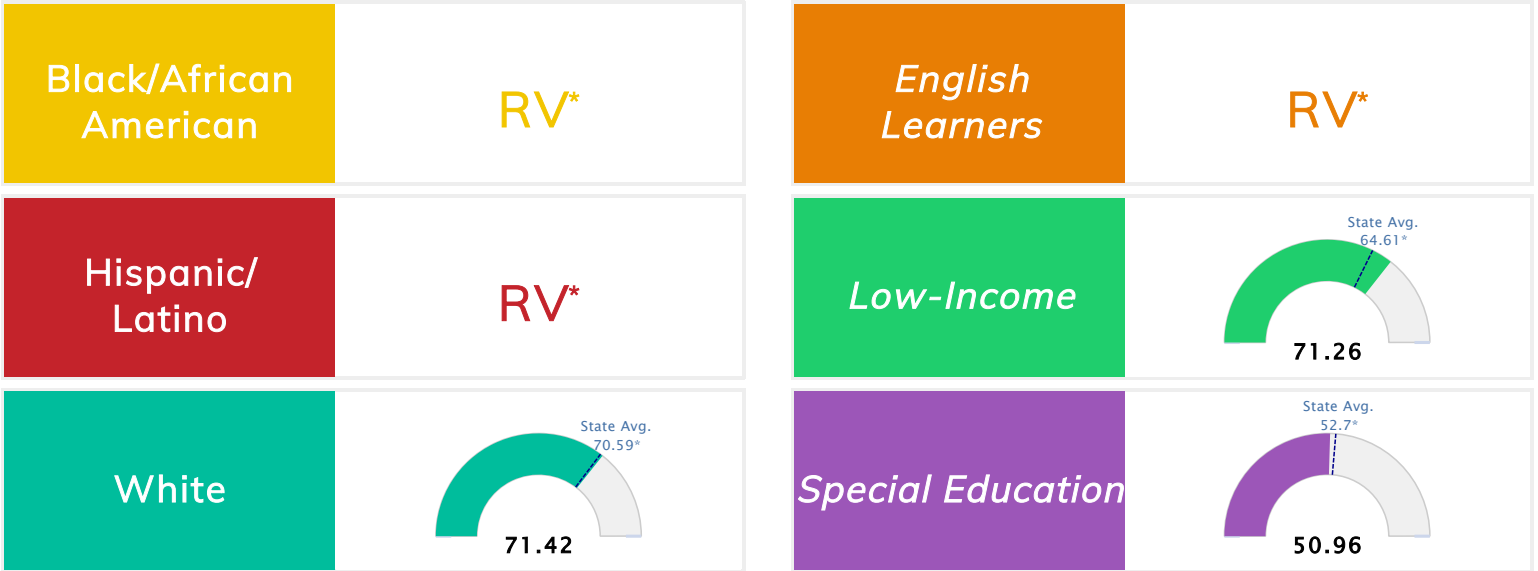 Black/African
American
RV*
English
Learners
RV*
Hispanic/
Latino
RV*
Low-Income
State Avg.
64.61*
71.26
White
State Avg.
70.59*
71.42
Special Education
State Avg.
52.7*
50.96